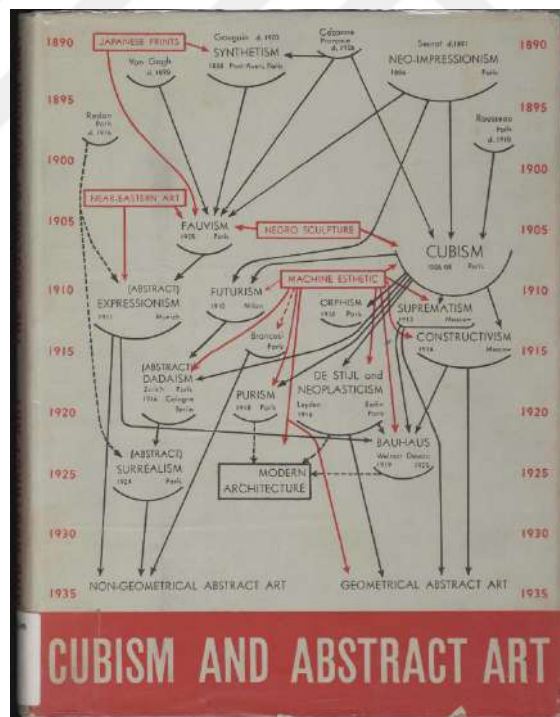 1890
JAPANESE PRINTS
Gauguin d. 1903
SYNTHETISM
1888 Pont-Aven, Paris
Cézanne
Provence
d. 1906
Seurat d. 1891
NEO-IMPRESSIONISM
1886 Paris
1890
Van Gogh
d. 1890
1895
Redon
Paris
d. 1916
Rousseau
Paris
d. 1910
1895
1900
1900
NEAR-EASTERN ART
1905
FAUVISM
1905 Paris
NEGRO SCULPTURE
1905
CUBISM
1906-08 Paris
1910
(ABSTRACT)
EXPRESSIONISM
1911 Munich
FUTURISM
1910 Milan
MACHINE ESTHETIC
ORPHISM
1912 Paris
SUPREMATISM
1913 Moscow
1910
Brancusi
Paris
CONSTRUCTIVISM
1914 Moscow
1915
1915
(ABSTRACT)
DADAISM
Zurich Paris
1916 Cologne
Berlin
PURISM
1918 Paris
DE STIJL and
NEOPLASTICISM
Leyden Berlin
1916 Paris
1920
1920
BAUHAUS
Weimar Dessau
1919 1925
(ABSTRACT)
SURREALISM
1924 Paris
MODERN
ARCHITECTURE
1925
1925
1930
1930
NON-GEOMETRICAL ABSTRACT ART
GEOMETRICAL ABSTRACT ART
1935
1935
CUBISM AND ABSTRACT ART